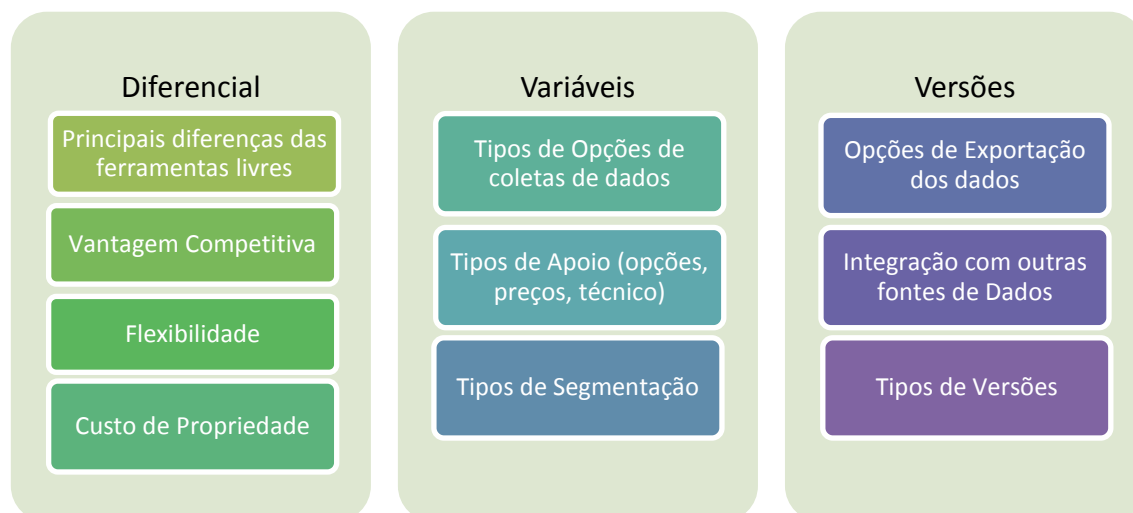 Diferencial
Principais diferenças das
ferramentas livres
Vantagem Competitiva
Flexibilidade
Custo de Propriedade
Variáveis
Tipos de Opções de
coletas de dados
Tipos de Apoio (opções,
preços, técnico)
Tipos de Segmentação
Versões
Opções de Exportação
dos dados
Integração com outras
fontes de Dados
Tipos de Versões